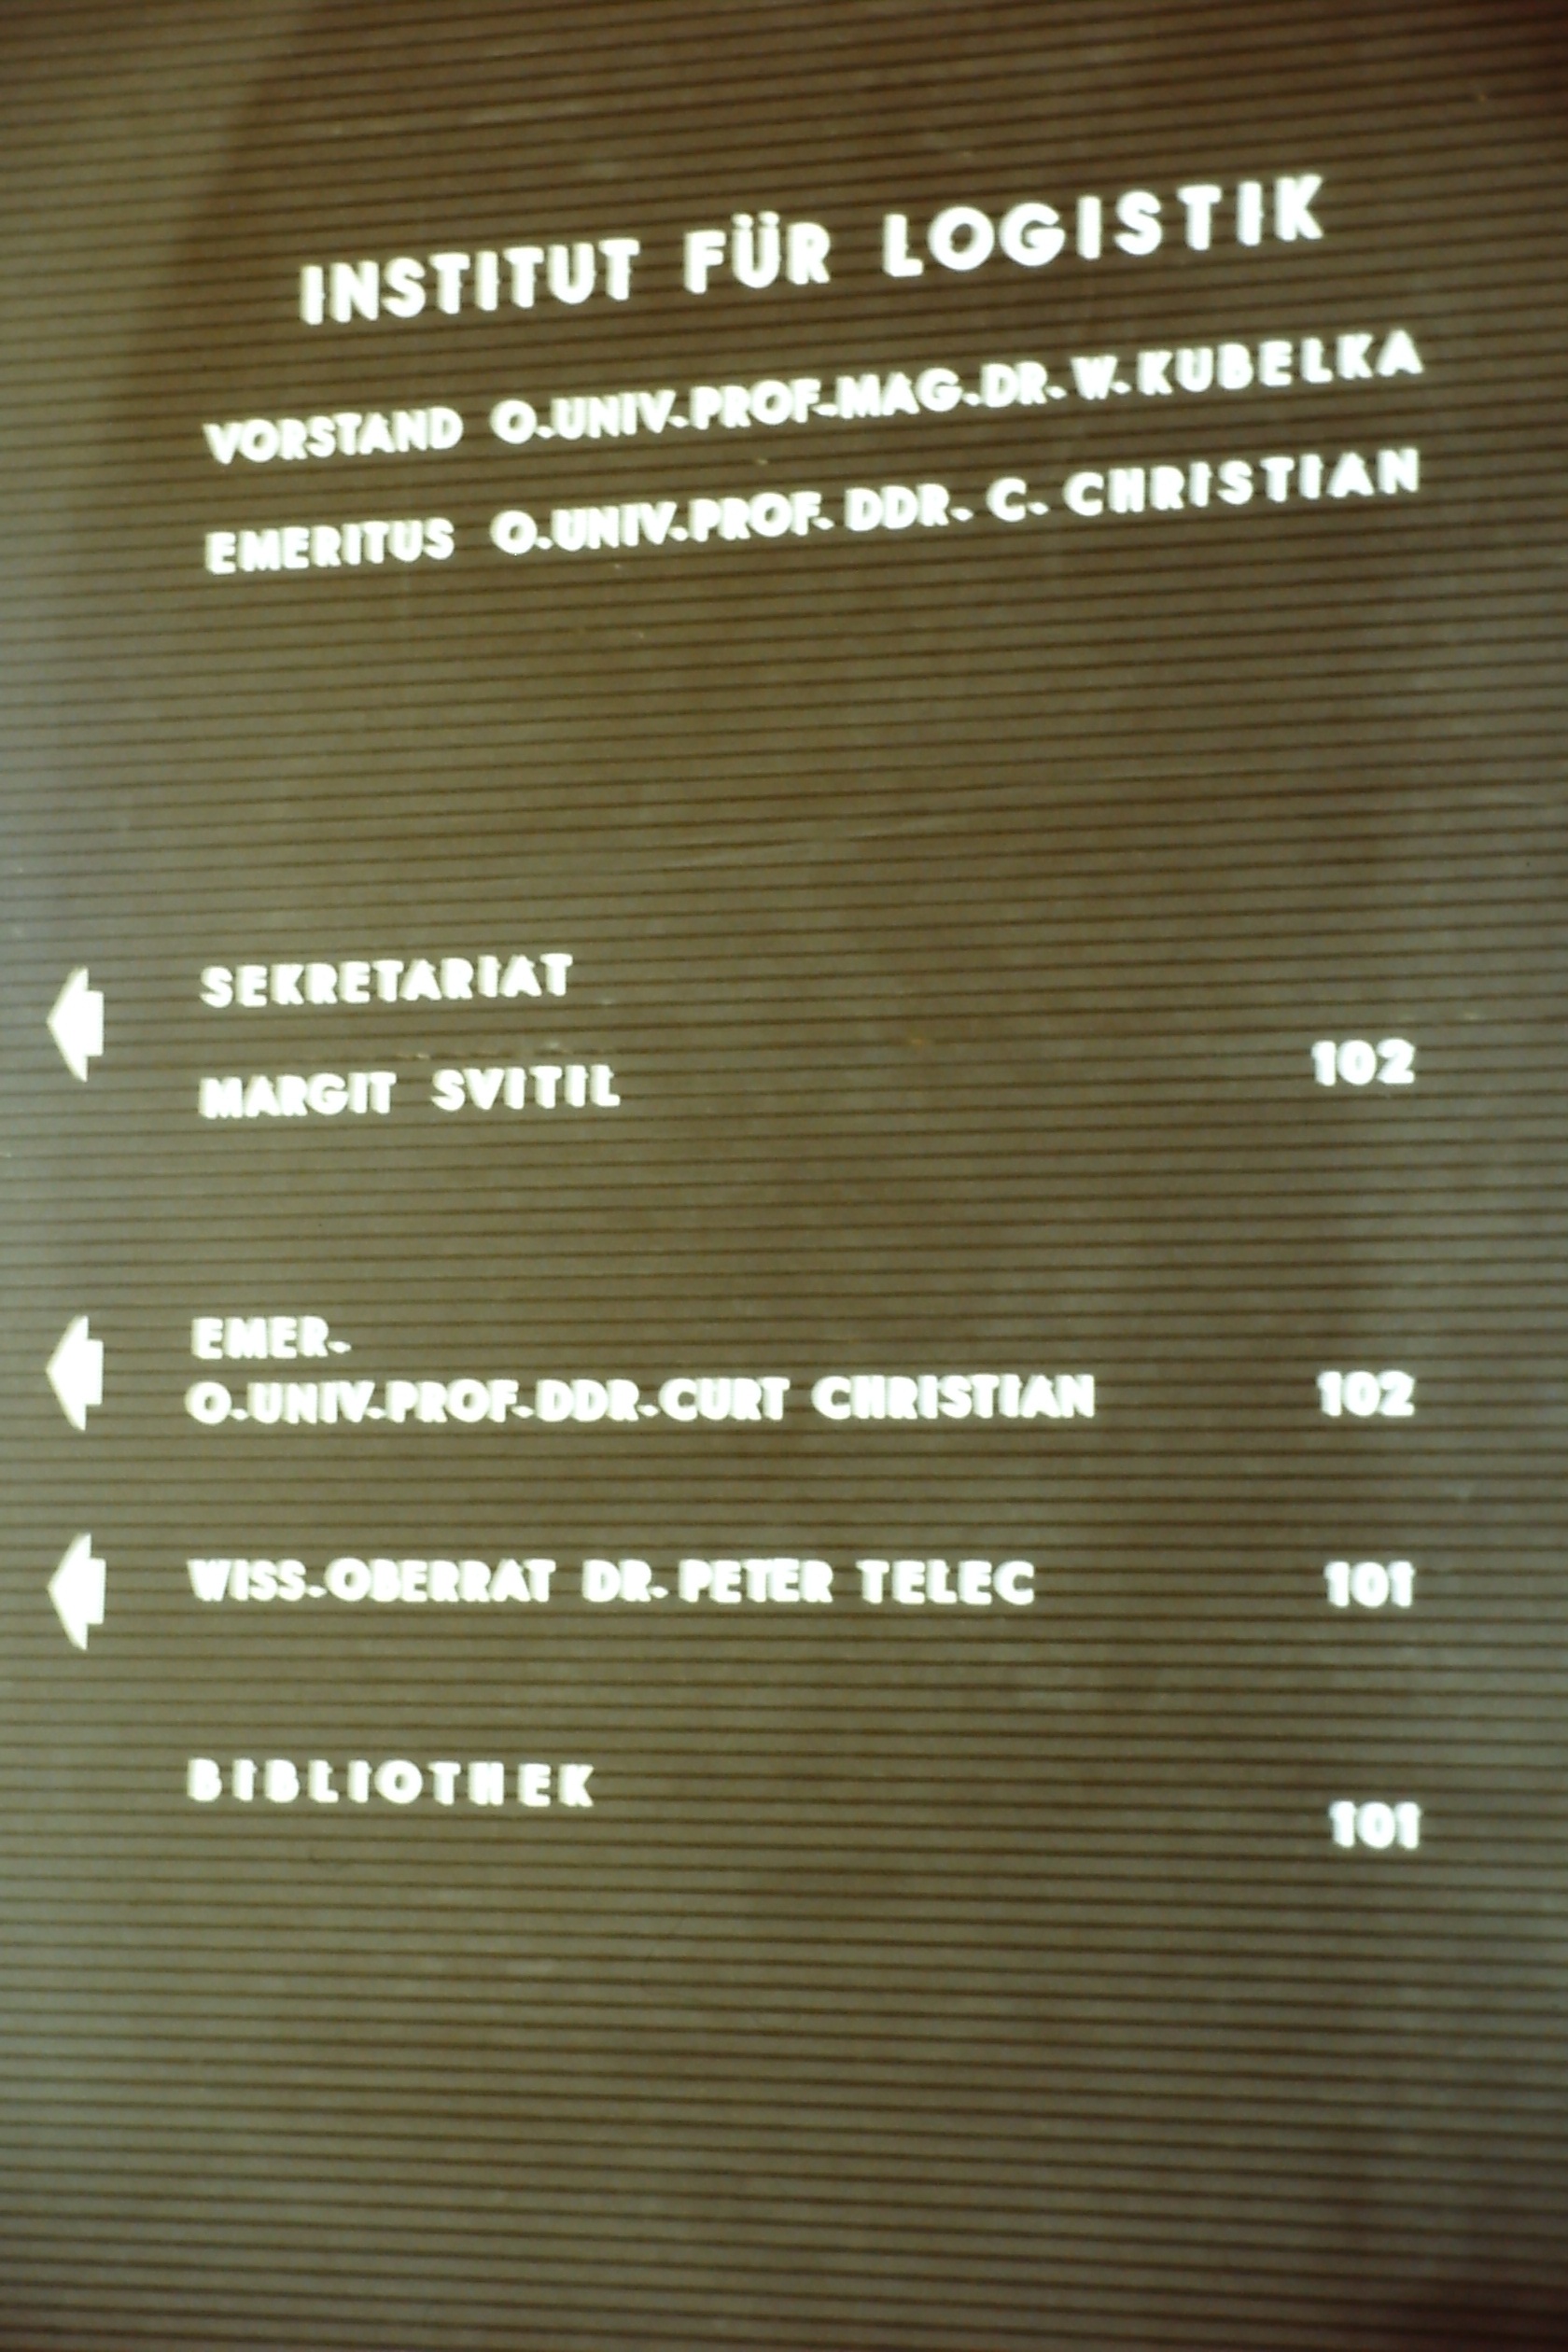 INSTITUT FÜR LOGISTIK
VORSTAND O.UNIV.PROF.MAG.DR.W.KUBELKA
EMERITUS O.UNIV.PROF. DDR. C. CHRISTIAN
SEKRETARIAT
MARGIT SVITIL 102
EMER.
O.UNIV.PROF.DDR.CURT CHRISTIAN 102
WISS.OBERRAT DR.PETER TELEC 101
BIBLIOTHEK 101